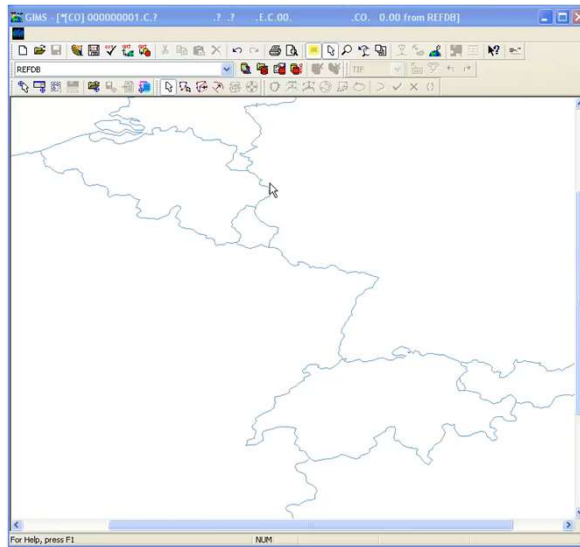 GIMS - [*[CO] 000000001.C.? .? .? .E.C.00. .CO. 0.00 from REFDB]
REFDB
TIF
For Help, press F1 NUM